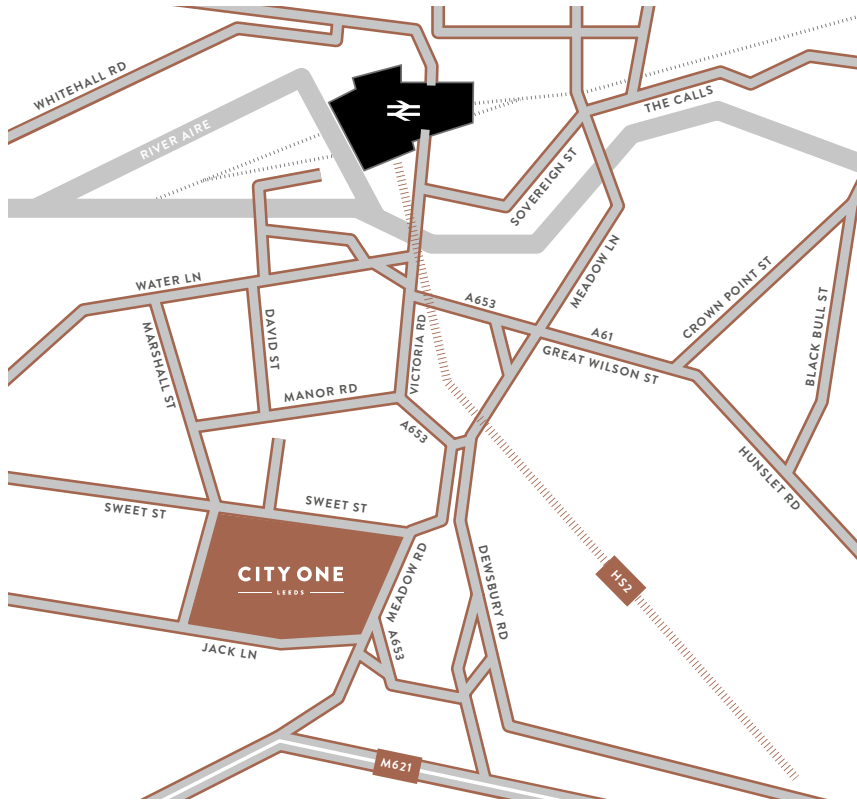 WHITEHALL RD
RIVER AIRE
THE CALLS
SOVEREIGN ST
MEADOW LN
WATER LN
A653
CROWN POINT ST
BLACK BULL ST
MARSHALL ST
DAVID ST
VICTORIA RD
A61
GREAT WILSON ST
MANOR RD
A653
HUNSLET RD
SWEET ST
SWEET ST
CITY ONE
LEEDS
MEADOW RD
DEWSBURY RD
HS2
JACK LN
A653
M621